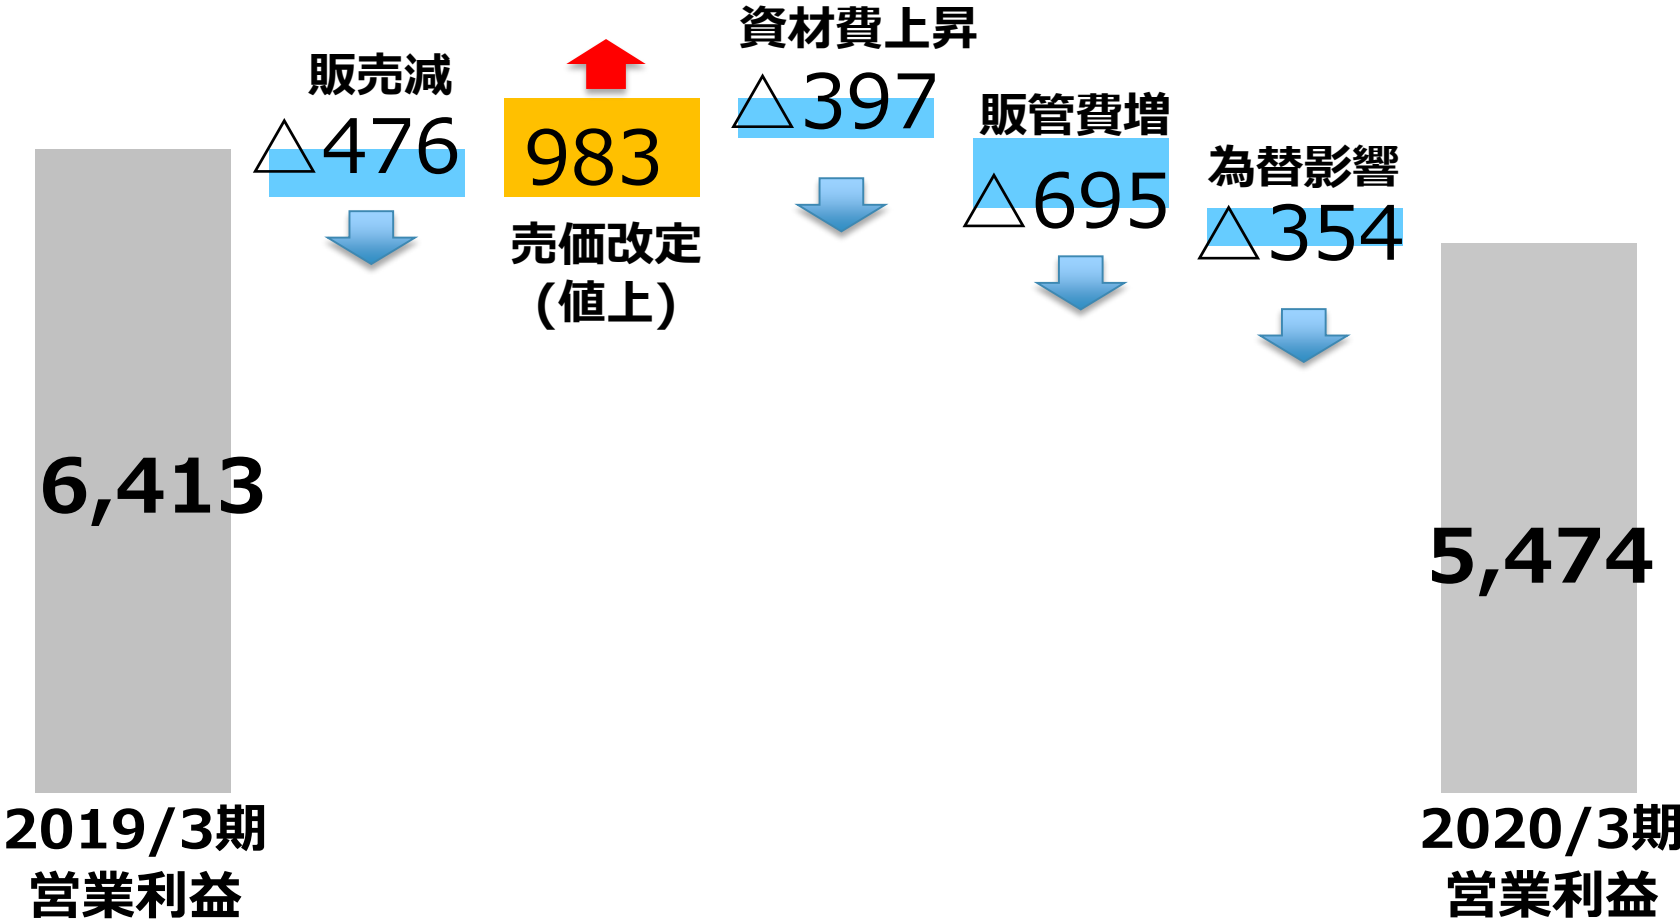 販売減
△476
983
売価改定
(値上)
資材費上昇
△397
販管費増
△695
為替影響
△354
6,413
2019/3期
営業利益
5,474
2020/3期
営業利益